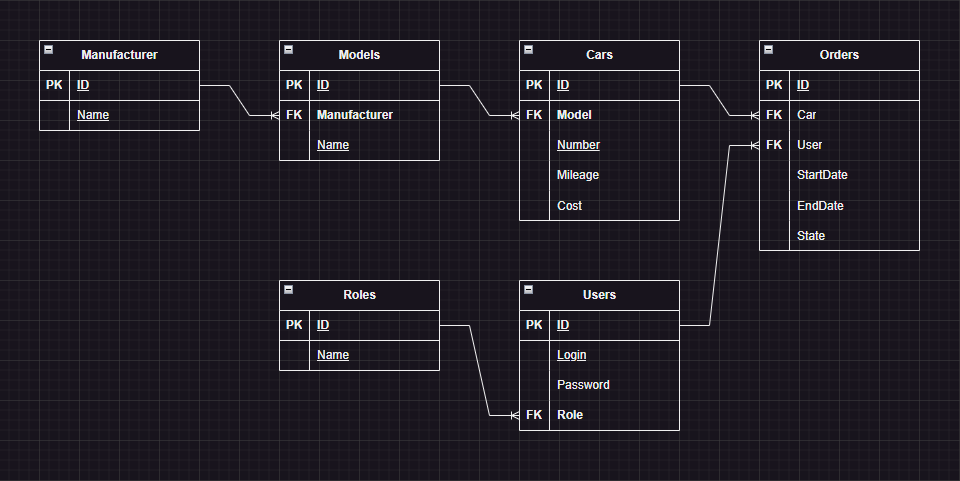 Manufacturer
PK ID
Name
Models
PK ID
FK Manufacturer
Name
Cars
PK ID
FK Model
Number
Mileage
Cost
Orders
PK ID
FK Car
FK User
StartDate
EndDate
State
Roles
PK ID
Name
Users
PK ID
Login
Password
FK Role